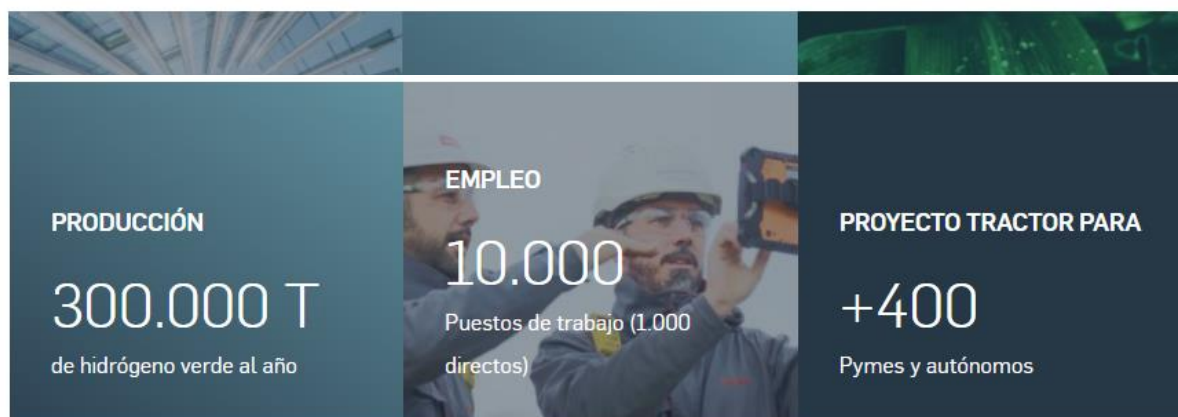 PRODUCCIÓN
300.000 T
de hidrógeno verde al año
EMPLEO
10.000
Puestos de trabajo (1.000
directos)
PROYECTO TRACTOR PARA
+400
Pymes y autónomos